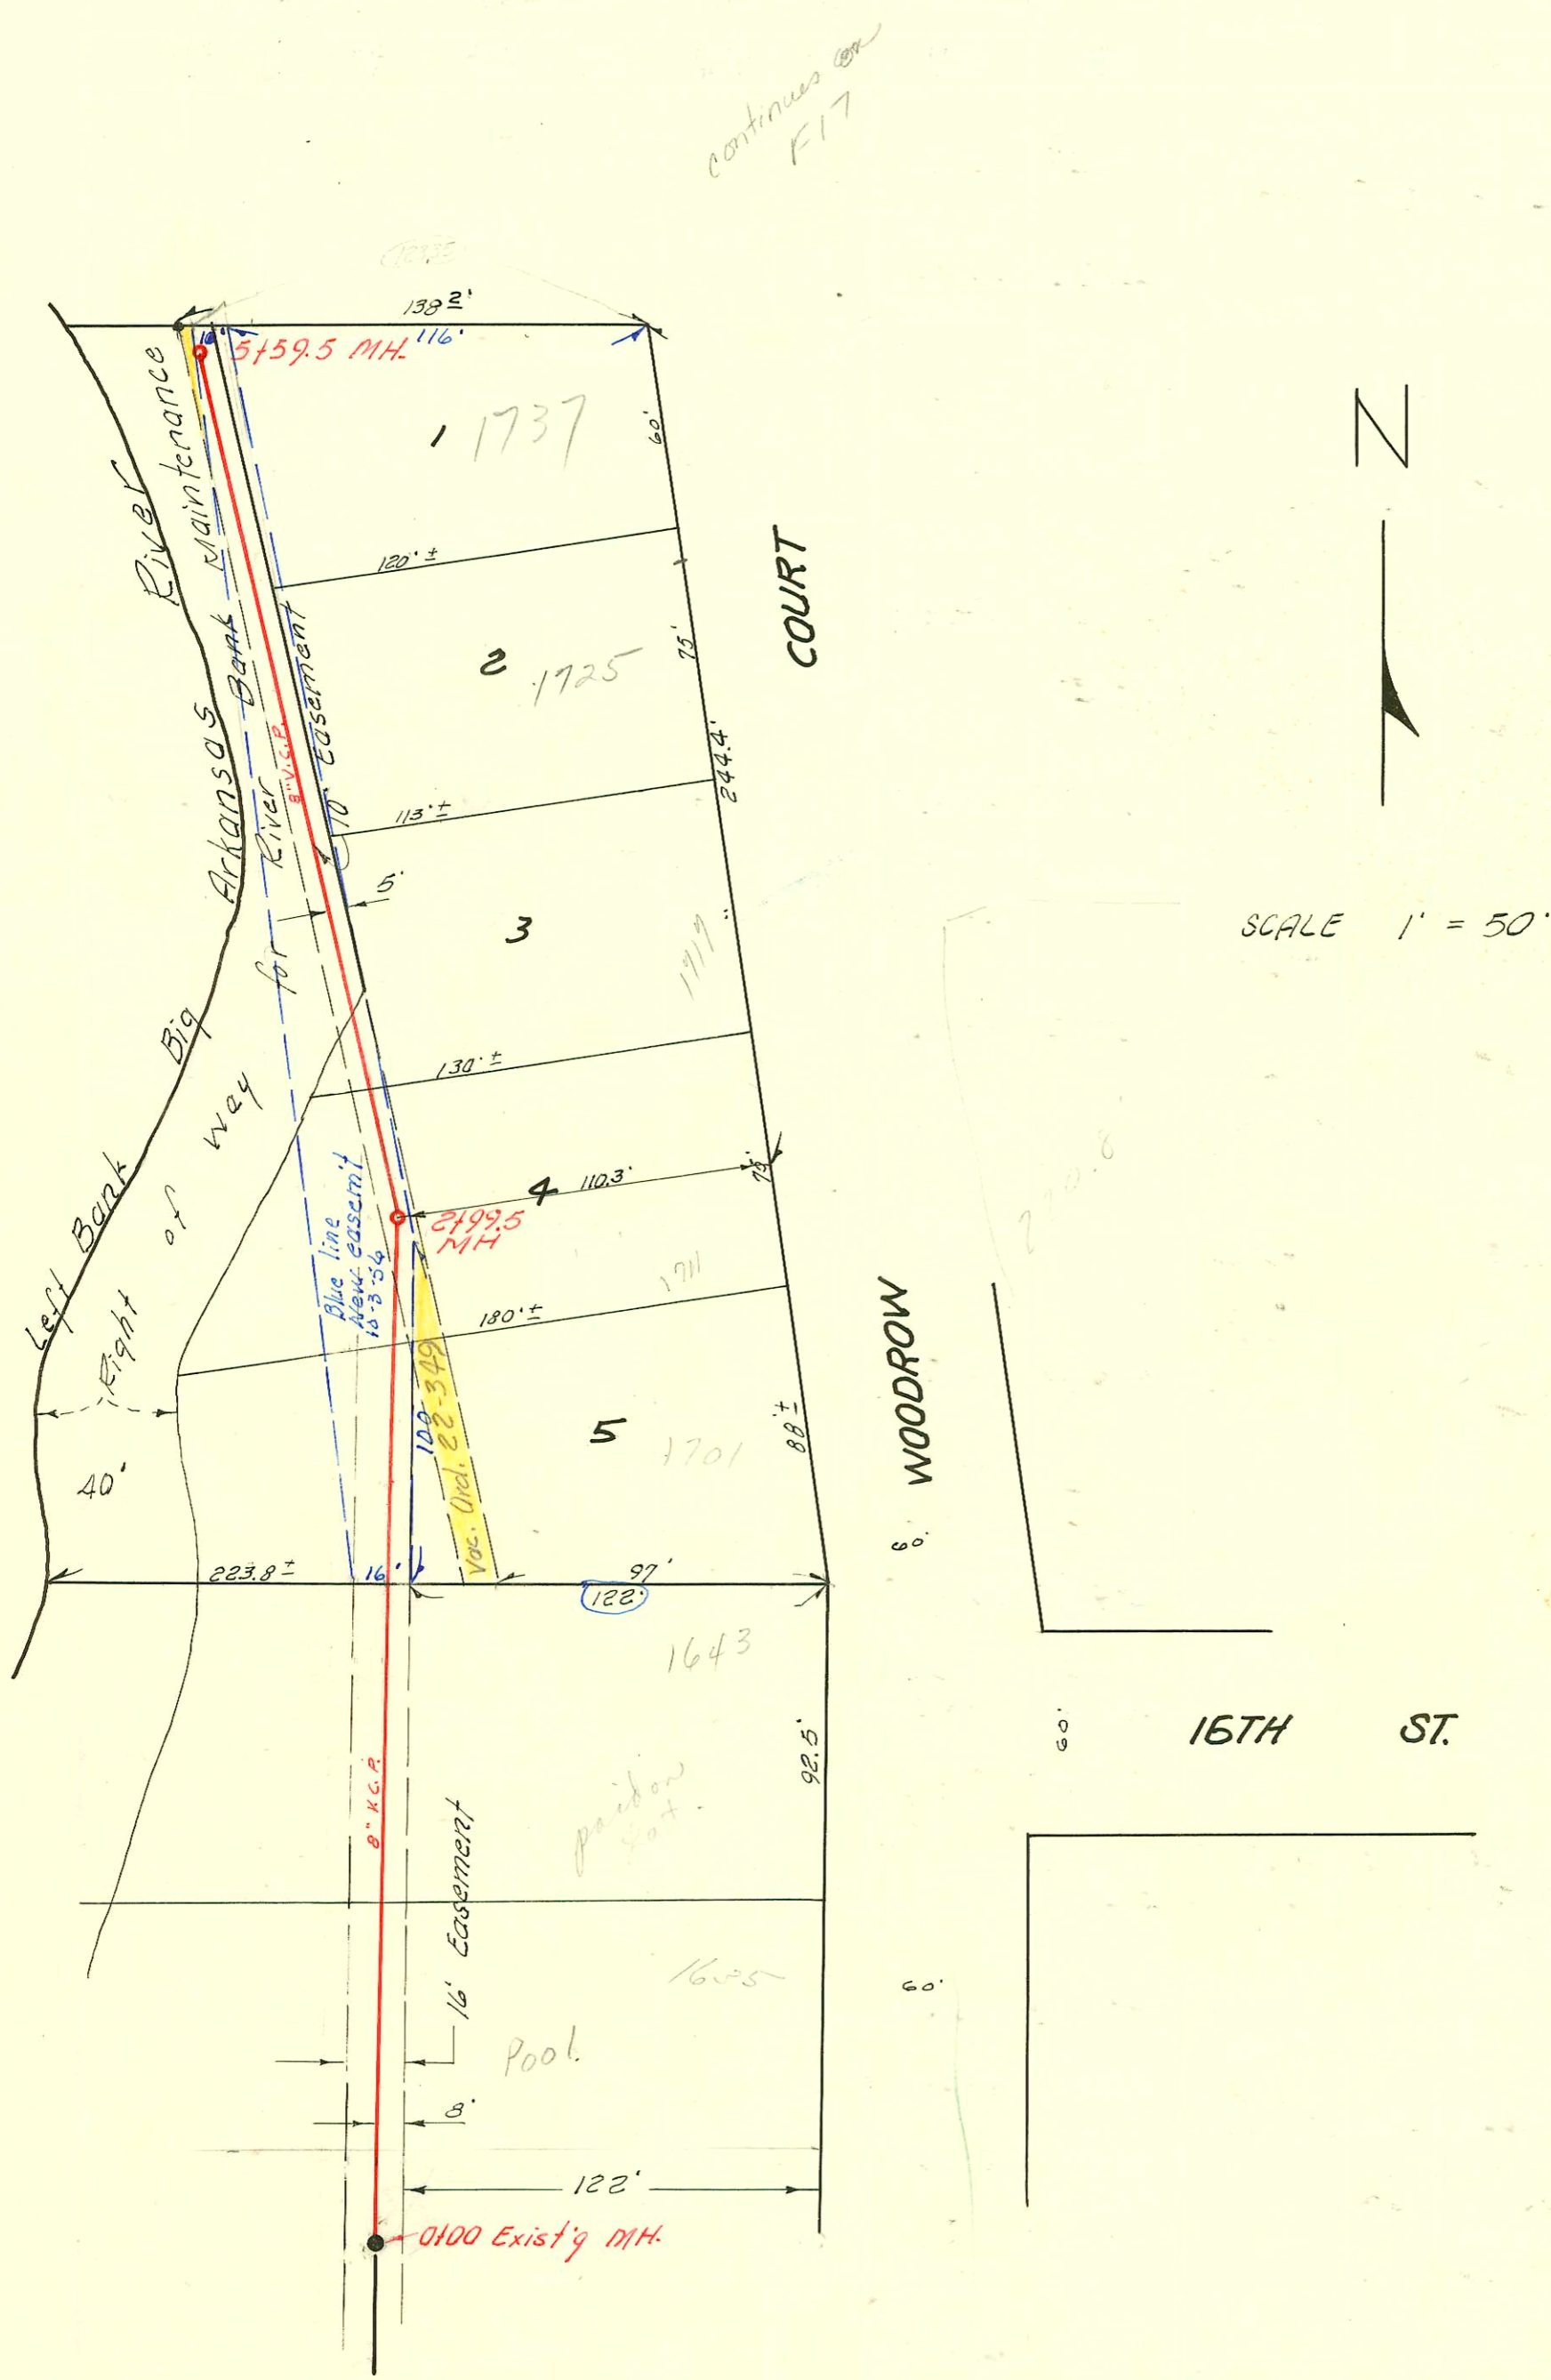 continues on
F17
138 2'
116'
16'
5+59.5 MH.
1
1737
60'
River
Maintenance
120'±
2
1725
75'
COURT
N
10' Easement
8" V.C.P.
244.4'
Arkansas
River Bank
113'±
5'
3
1719
SCALE 1" = 50'
for
Big
Way
130'±
4
110.3'
75'
2+99.5
MH
1711
Left Bank
of
Right
Blue line
New easem't
10-3-56
180'±
5
1701
88'±
WOODROW
60'
100
Vac. Ord. 22-349
40'
223.8±
16'
97'
122'
1643
92.5'
60'
16TH ST.
8" V.C.P.
16' Easement
60'
Pool
8'
122'
0+00 Exist'g MH.